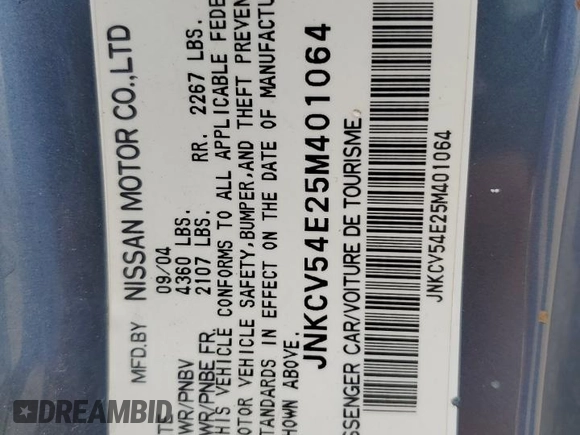 MFD.BY NISSAN MOTOR CO.,LTD
09/04
WR/PNBV 4360 LBS.
WR/PNBE FR. 2107 LBS. RR. 2267 LBS.
HIS VEHICLE CONFORMS TO ALL APPLICABLE FEDE
OTOR VEHICLE SAFETY,BUMPER,AND THEFT PREVEN
TANDARDS IN EFFECT ON THE DATE OF MANUFACTU
HOWN ABOVE.
JNKCV54E25M401064
SSENGER CAR/VOITURE DE TOURISME
JNKCV54E25M401064
DREAMBID.com